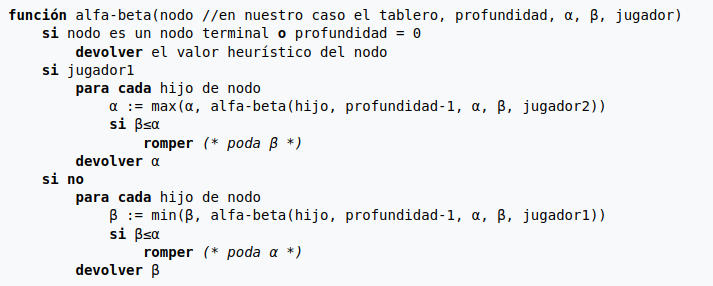 función alfa-beta(nodo //en nuestro caso el tablero, profundidad, α, β, jugador)
si nodo es un nodo terminal o profundidad = 0
devolver el valor heurístico del nodo
si jugador1
para cada hijo de nodo
α := max(α, alfa-beta(hijo, profundidad-1, α, β, jugador2))
si β≤α
romper (* poda β *)
devolver α
si no
para cada hijo de nodo
β := min(β, alfa-beta(hijo, profundidad-1, α, β, jugador1))
si β≤α
romper (* poda α *)
devolver β